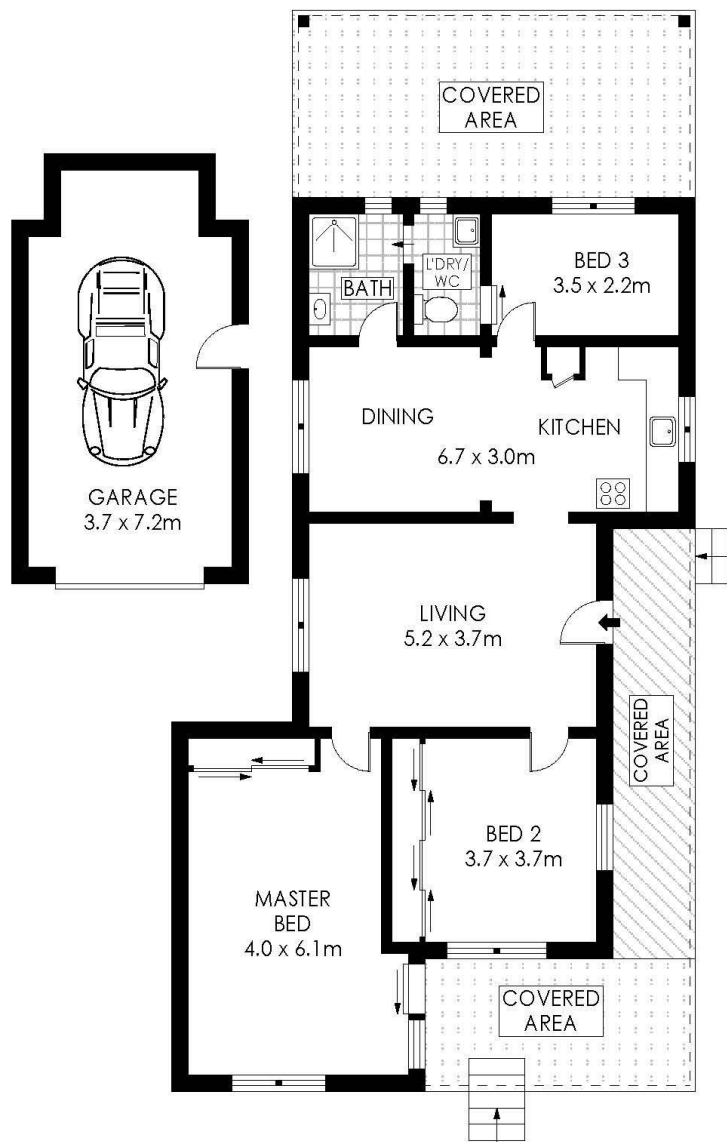 COVERED
AREA
BATH
L'DRY/
WC
BED 3
3.5 x 2.2m
DINING
KITCHEN
6.7 x 3.0m
GARAGE
3.7 x 7.2m
LIVING
5.2 x 3.7m
COVERED
AREA
BED 2
3.7 x 3.7m
MASTER
BED
4.0 x 6.1m
COVERED
AREA